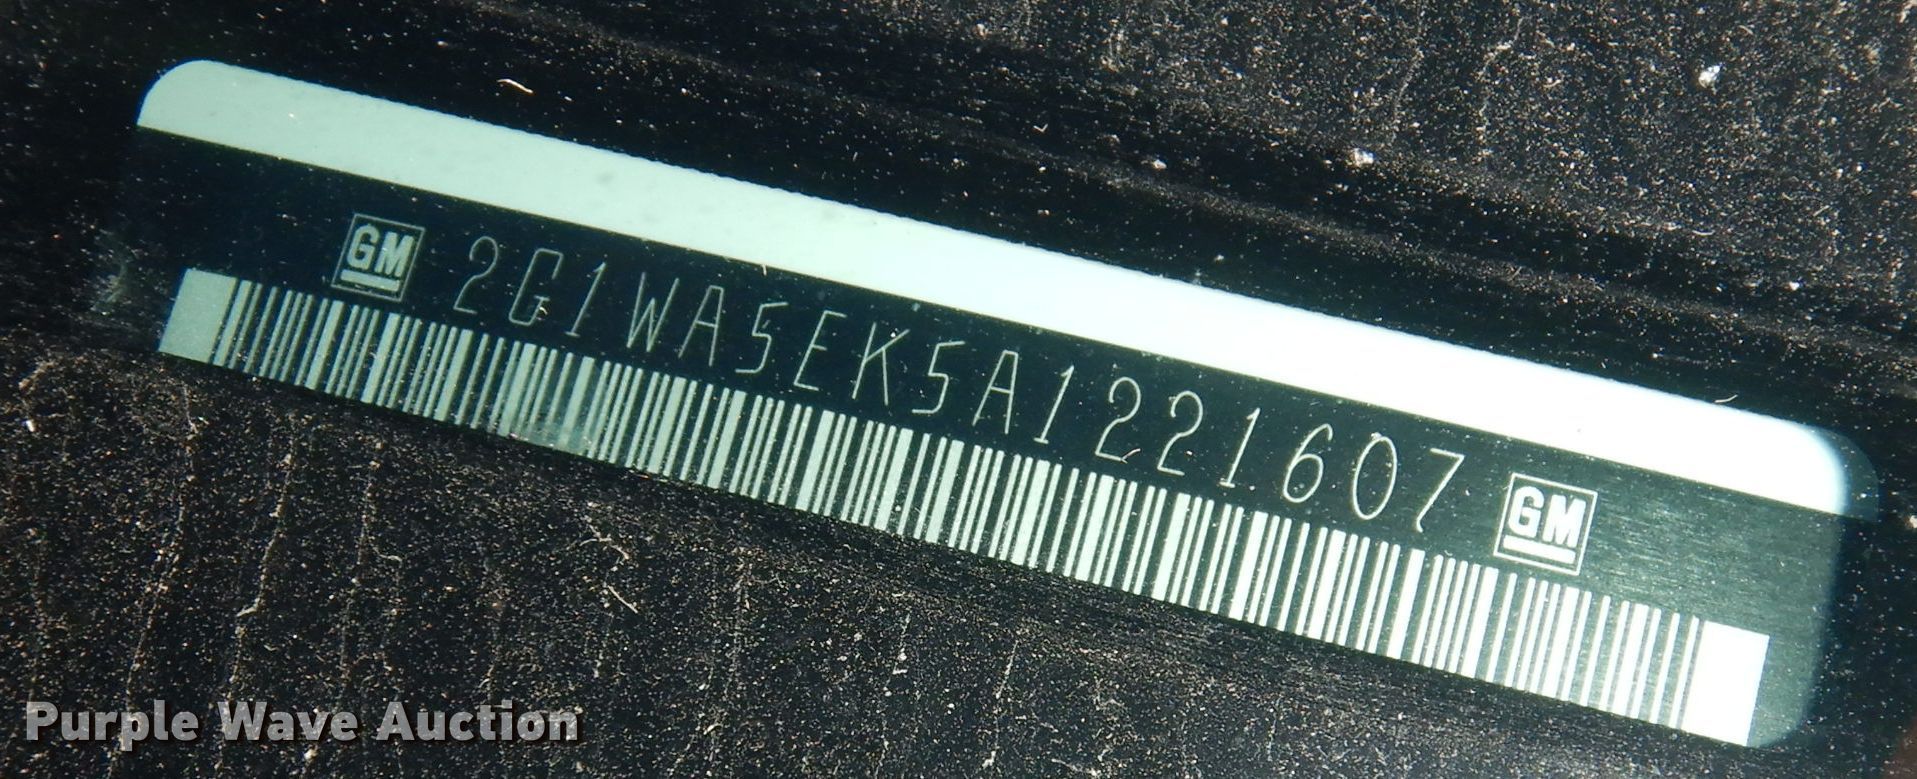 GM 2G1WA5EK5A1221607 GM
Purple Wave Auction